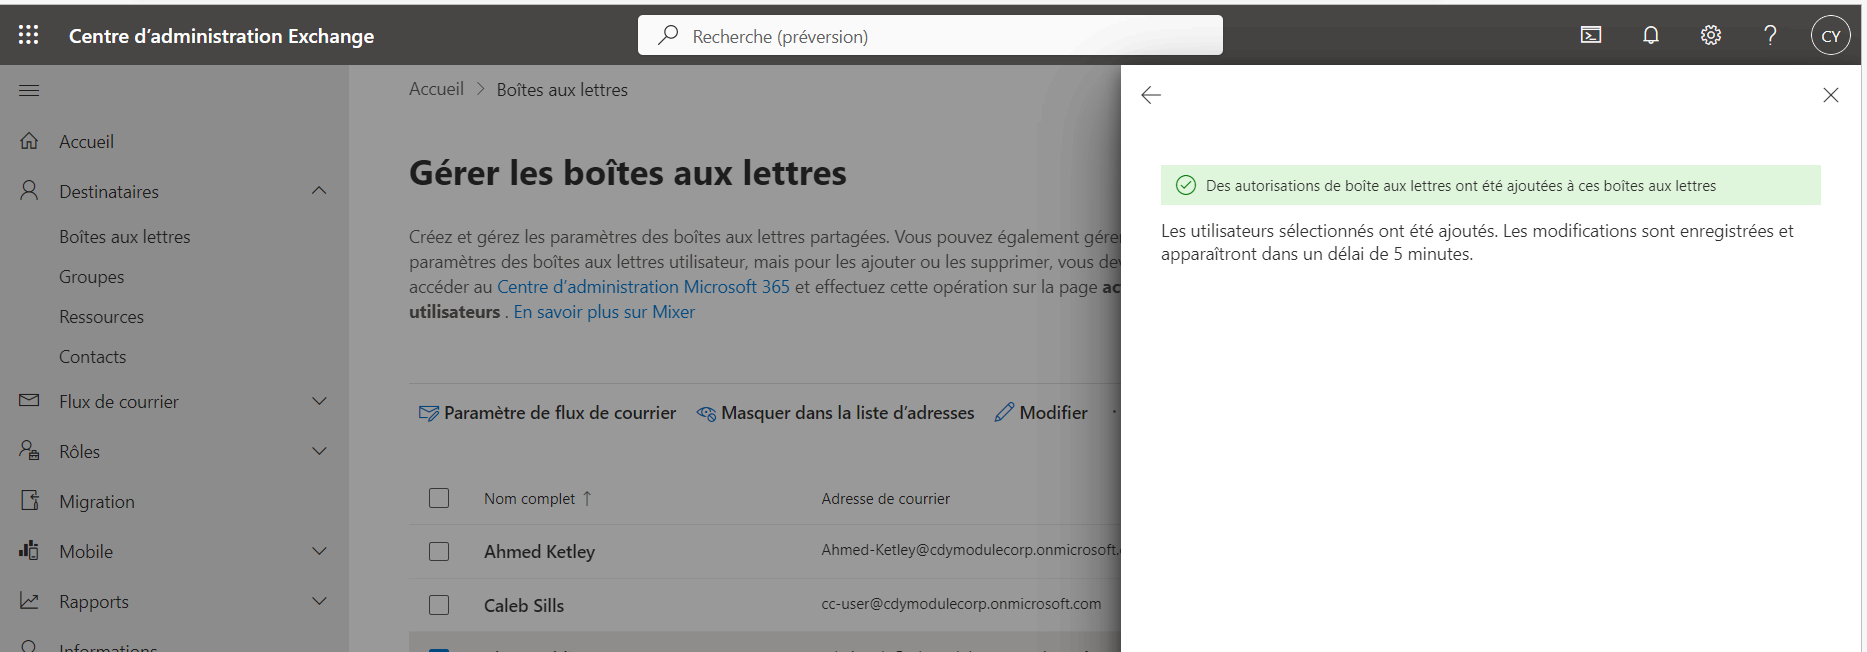 Centre d’administration Exchange
Recherche (préversion)
CY
Accueil
Destinataires
Boîtes aux lettres
Groupes
Ressources
Contacts
Flux de courrier
Rôles
Migration
Mobile
Rapports
Informations
Accueil > Boîtes aux lettres
Gérer les boîtes aux lettres
Créez et gérez les paramètres des boîtes aux lettres partagées. Vous pouvez également gére
paramètres des boîtes aux lettres utilisateur, mais pour les ajouter ou les supprimer, vous de
accéder au Centre d’administration Microsoft 365 et effectuez cette opération sur la page ac
utilisateurs . En savoir plus sur Mixer
Paramètre de flux de courrier Masquer dans la liste d’adresses Modifier
Nom complet ↑ Adresse de courrier
Ahmed Ketley Ahmed-Ketley@cdymodulecorp.onmicrosoft.
Caleb Sills cc-user@cdymodulecorp.onmicrosoft.com
Des autorisations de boîte aux lettres ont été ajoutées à ces boîtes aux lettres
Les utilisateurs sélectionnés ont été ajoutés. Les modifications sont enregistrées et
apparaîtront dans un délai de 5 minutes.